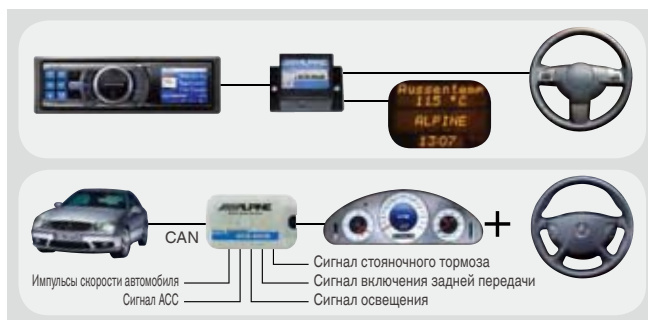 ALPINE
Aussentemp
115 °C
ALPINE
13:07
CAN
ALPINE
+
Импульсы скорости автомобиля
Сигнал ACC
Сигнал стояночного тормоза
Сигнал включения задней передачи
Сигнал освещения